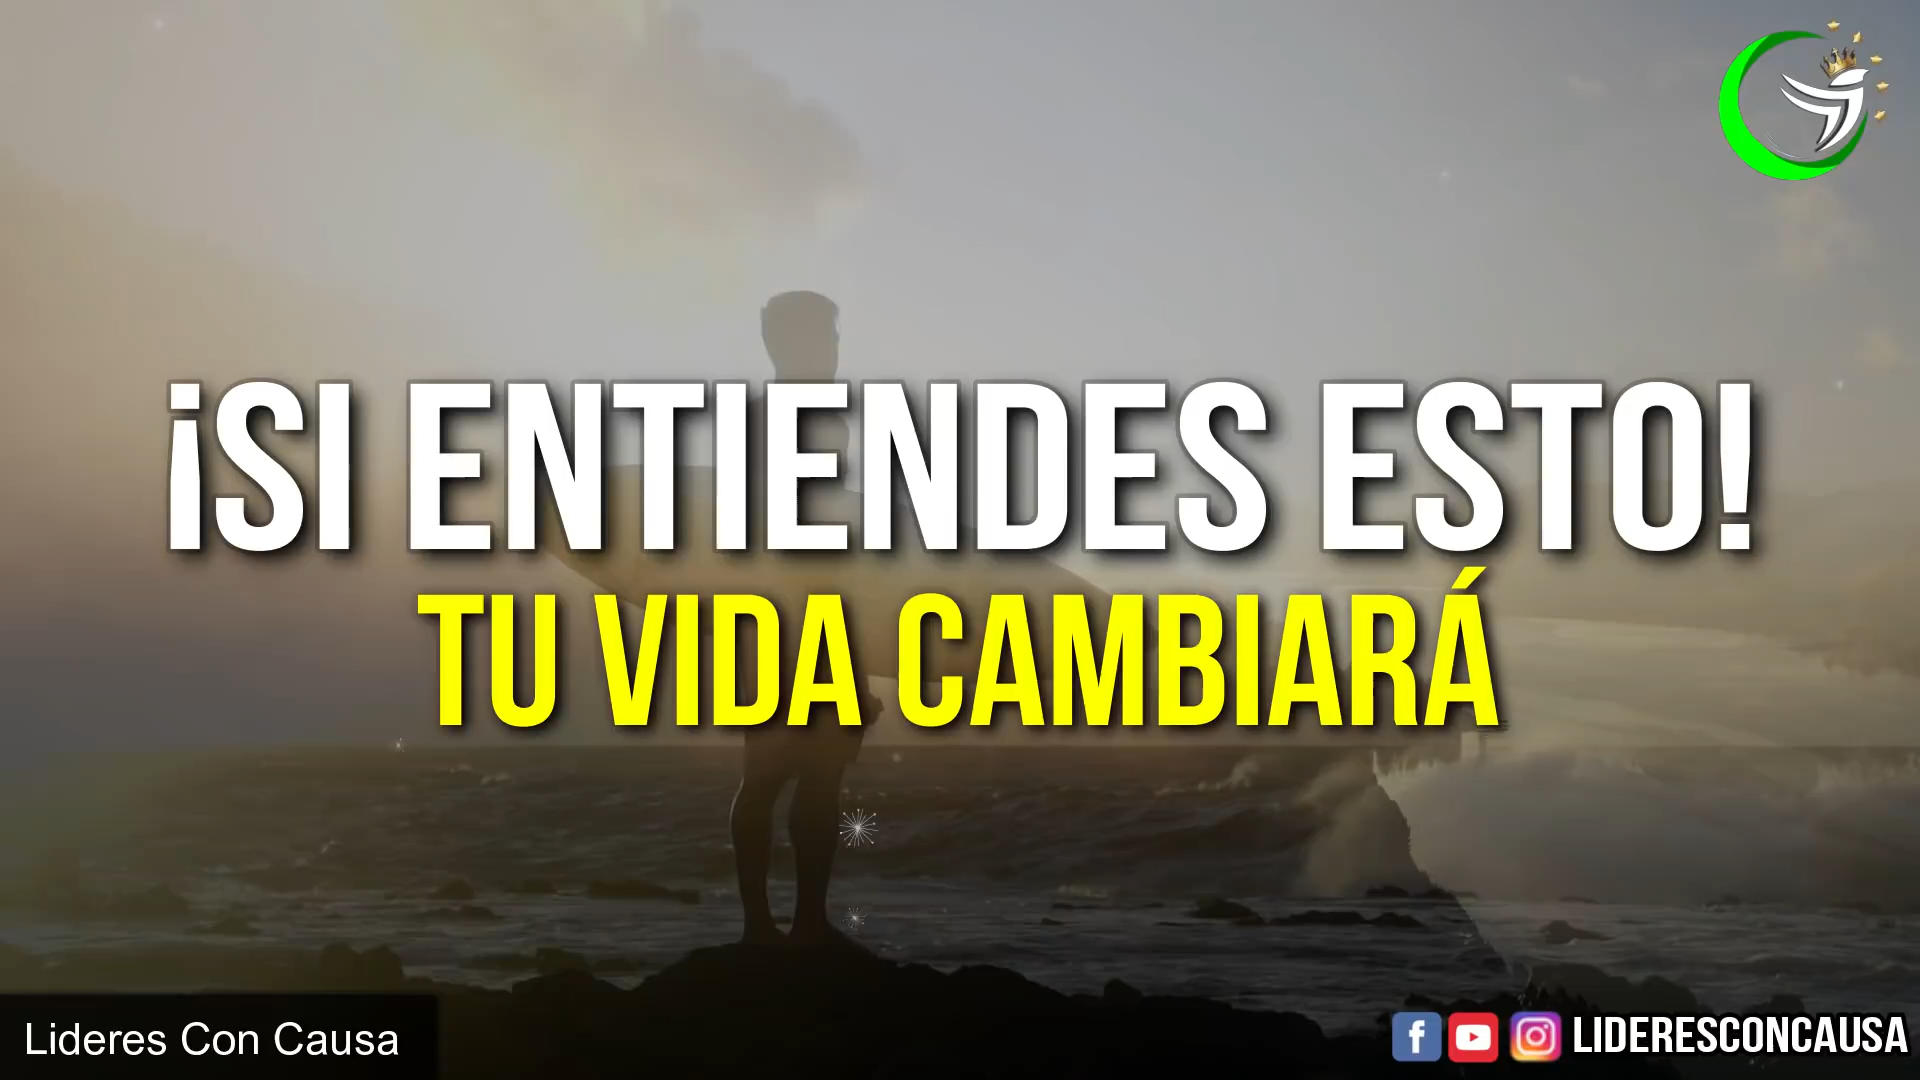 ¡SI ENTIENDES ESTO!
TU VIDA CAMBIARÁ
Lideres Con Causa
LIDERESCONCAUSA